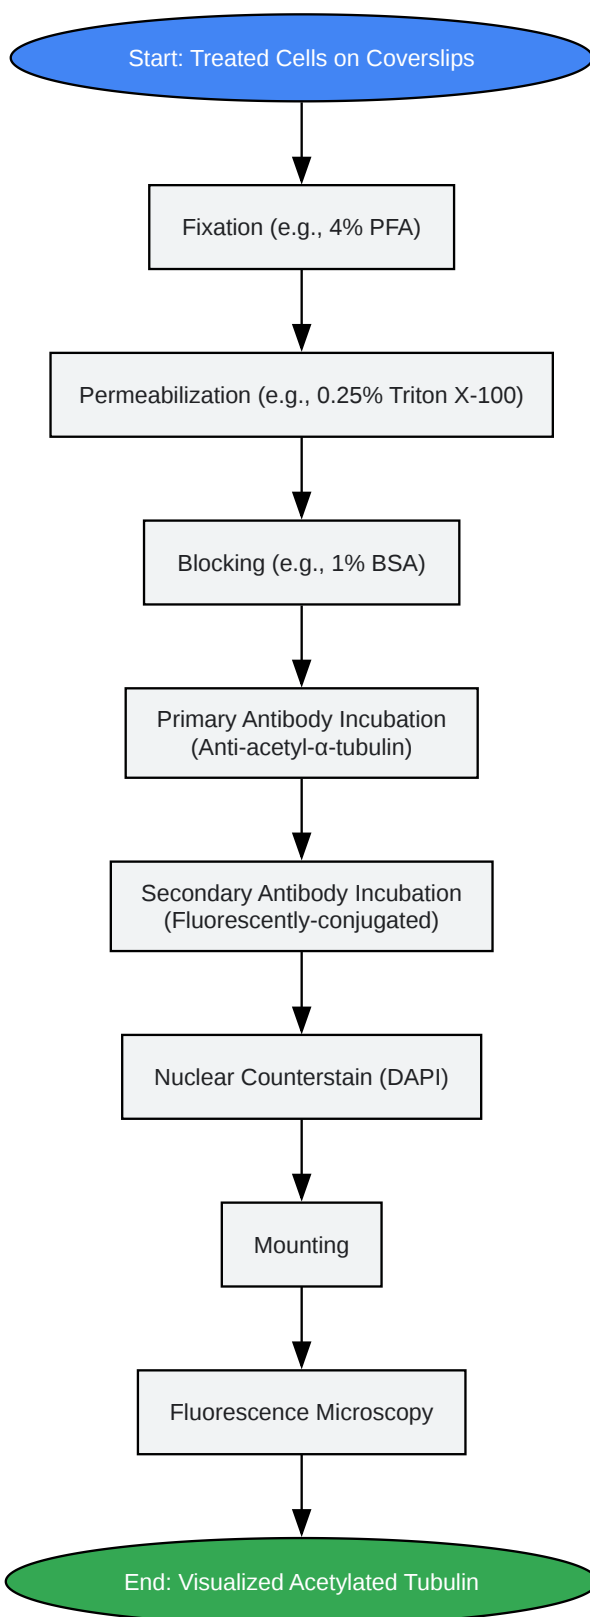 Start: Treated Cells on Coverslips
Fixation (e.g., 4% PFA)
Permeabilization (e.g., 0.25% Triton X-100)
Blocking (e.g., 1% BSA)
Primary Antibody Incubation
(Anti-acetyl-α-tubulin)
Secondary Antibody Incubation
(Fluorescently-conjugated)
Nuclear Counterstain (DAPI)
Mounting
Fluorescence Microscopy
End: Visualized Acetylated Tubulin